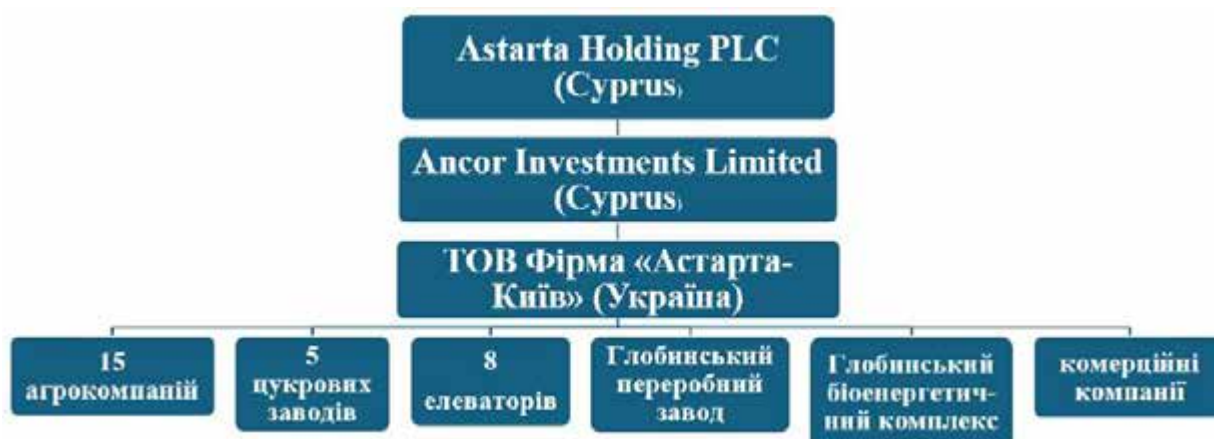 Astarta Holding PLC
(Cyprus)
Ancor Investments Limited
(Cyprus)
ТОВ Фірма «Астарта-
Київ» (Україна)
15
агрокомпаній
5
цукрових
заводів
8
елеваторів
Глобинський
переробний
завод
Глобинський
біоенергетич-
ний комплекс
комерційні
компанії